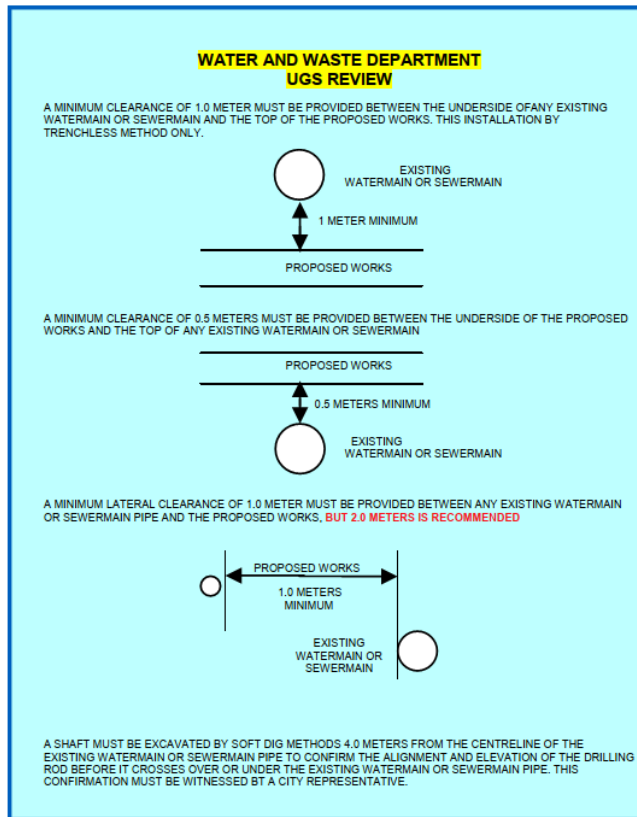 WATER AND WASTE DEPARTMENT
UGS REVIEW
A MINIMUM CLEARANCE OF 1.0 METER MUST BE PROVIDED BETWEEN THE UNDERSIDE OFANY EXISTING
WATERMAIN OR SEWERMAIN AND THE TOP OF THE PROPOSED WORKS. THIS INSTALLATION BY
TRENCHLESS METHOD ONLY.
EXISTING
WATERMAIN OR SEWERMAIN
1 METER MINIMUM
PROPOSED WORKS
A MINIMUM CLEARANCE OF 0.5 METERS MUST BE PROVIDED BETWEEN THE UNDERSIDE OF THE PROPOSED
WORKS AND THE TOP OF ANY EXISTING WATERMAIN OR SEWERMAIN
PROPOSED WORKS
0.5 METERS MINIMUM
EXISTING
WATERMAIN OR SEWERMAIN
A MINIMUM LATERAL CLEARANCE OF 1.0 METER MUST BE PROVIDED BETWEEN ANY EXISTING WATERMAIN
OR SEWERMAIN PIPE AND THE PROPOSED WORKS, BUT 2.0 METERS IS RECOMMENDED
PROPOSED WORKS
1.0 METERS
MINIMUM
EXISTING
WATERMAIN OR
SEWERMAIN
A SHAFT MUST BE EXCAVATED BY SOFT DIG METHODS 4.0 METERS FROM THE CENTRELINE OF THE
EXISTING WATERMAIN OR SEWERMAIN PIPE TO CONFIRM THE ALIGNMENT AND ELEVATION OF THE DRILLING
ROD BEFORE IT CROSSES OVER OR UNDER THE EXISTING WATERMAIN OR SEWERMAIN PIPE. THIS
CONFIRMATION MUST BE WITNESSED BT A CITY REPRESENTATIVE.